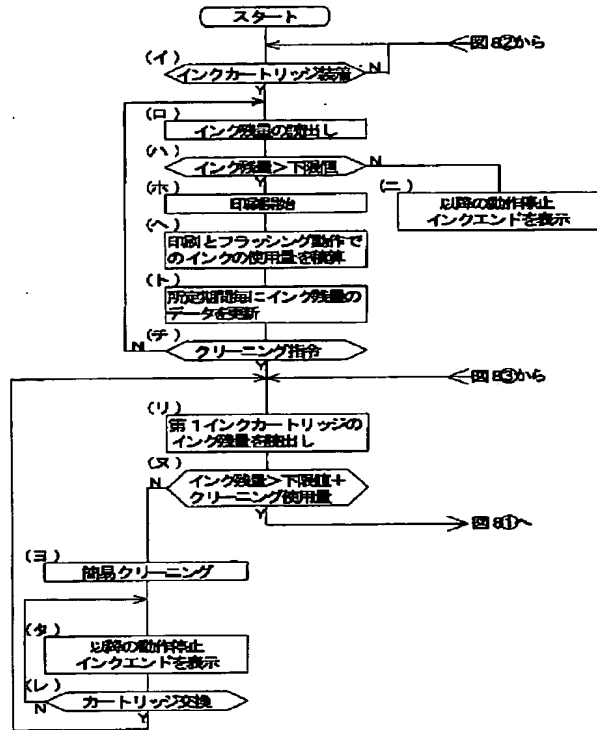 スタート
図8②から
(イ)
インクカートリッジ装着
N
Y
(ロ)
インク残量の読出し
(ハ)
インク残量>下限値
N
Y
(ニ)
以降の動作停止
インクエンドを表示
(ホ)
印刷開始
(ヘ)
印刷とフラッシング動作で
のインクの使用量を積算
(ト)
所定期間毎にインク残量の
データを更新
(チ)
クリーニング指令
N
Y
図8③から
(リ)
第1インクカートリッジの
インク残量を読出し
(ヌ)
インク残量>下限値+
クリーニング使用量
N
Y
図8①へ
(ヨ)
簡易クリーニング
(タ)
以降の動作停止
インクエンドを表示
(レ)
カートリッジ交換
N
Y